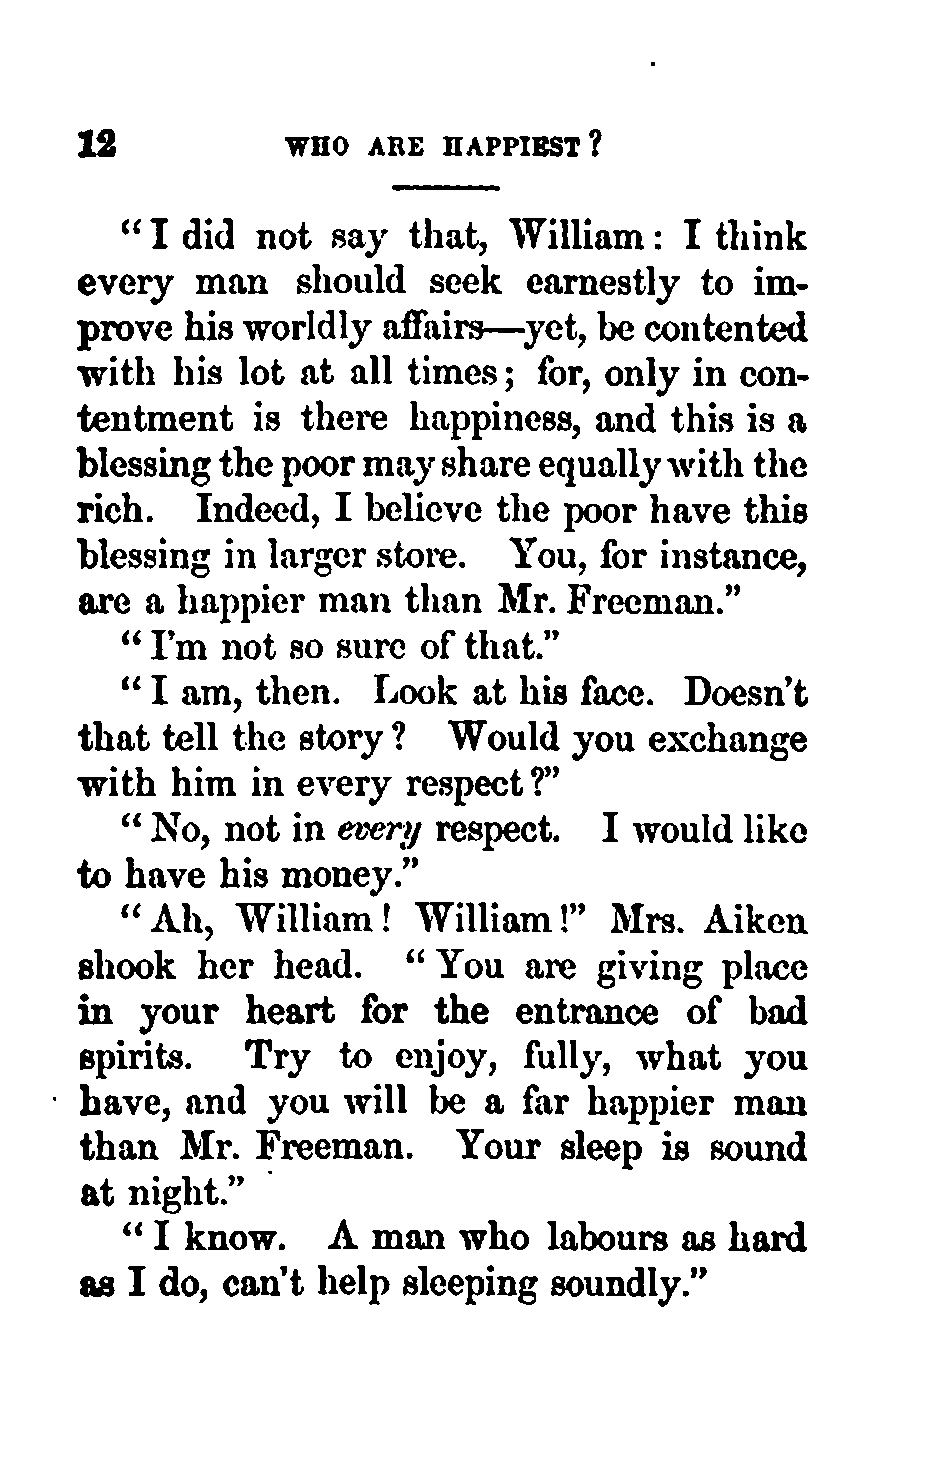 12 WHO ARE HAPPIEST?
"I did not say that, William: I think
every man should seek earnestly to im-
prove his worldly affairs—yet, be contented
with his lot at all times; for, only in con-
tentment is there happiness, and this is a
blessing the poor may share equally with the
rich. Indeed, I believe the poor have this
blessing in larger store. You, for instance,
are a happier man than Mr. Freeman."
"I'm not so sure of that."
"I am, then. Look at his face. Doesn't
that tell the story? Would you exchange
with him in every respect?"
"No, not in every respect. I would like
to have his money."
"Ah, William! William!" Mrs. Aiken
shook her head. "You are giving place
in your heart for the entrance of bad
spirits. Try to enjoy, fully, what you
have, and you will be a far happier man
than Mr. Freeman. Your sleep is sound
at night."
"I know. A man who labours as hard
as I do, can't help sleeping soundly."